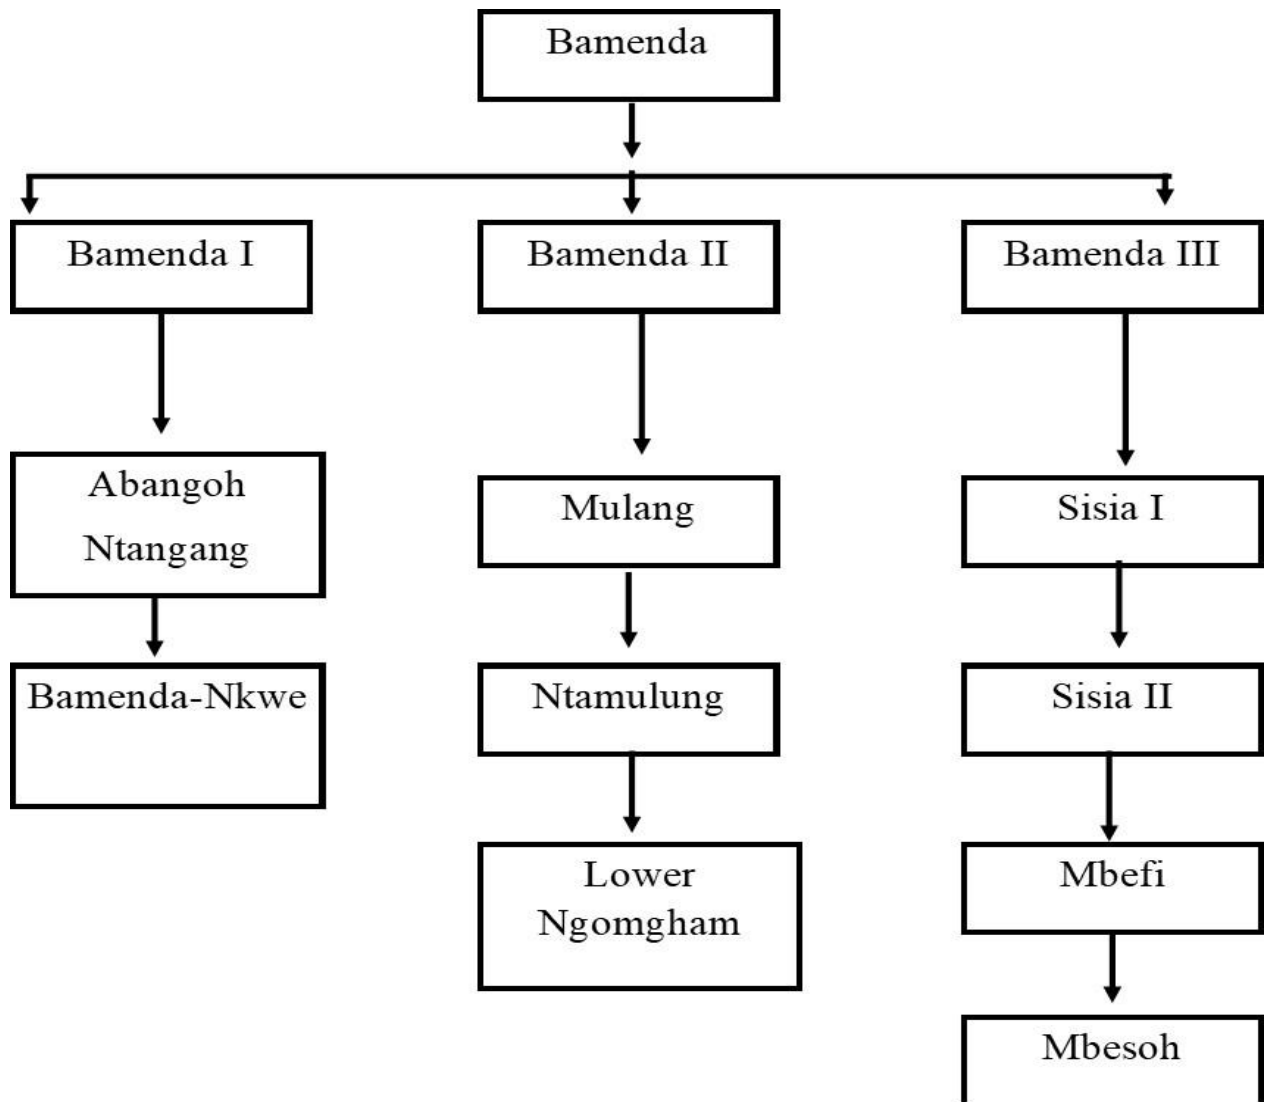 Bamenda
Bamenda I
Bamenda II
Bamenda III
Abangoh
Ntangang
Mulang
Sisia I
Bamenda-Nkwe
Ntamulung
Sisia II
Lower
Ngomgham
Mbefi
Mbesoh